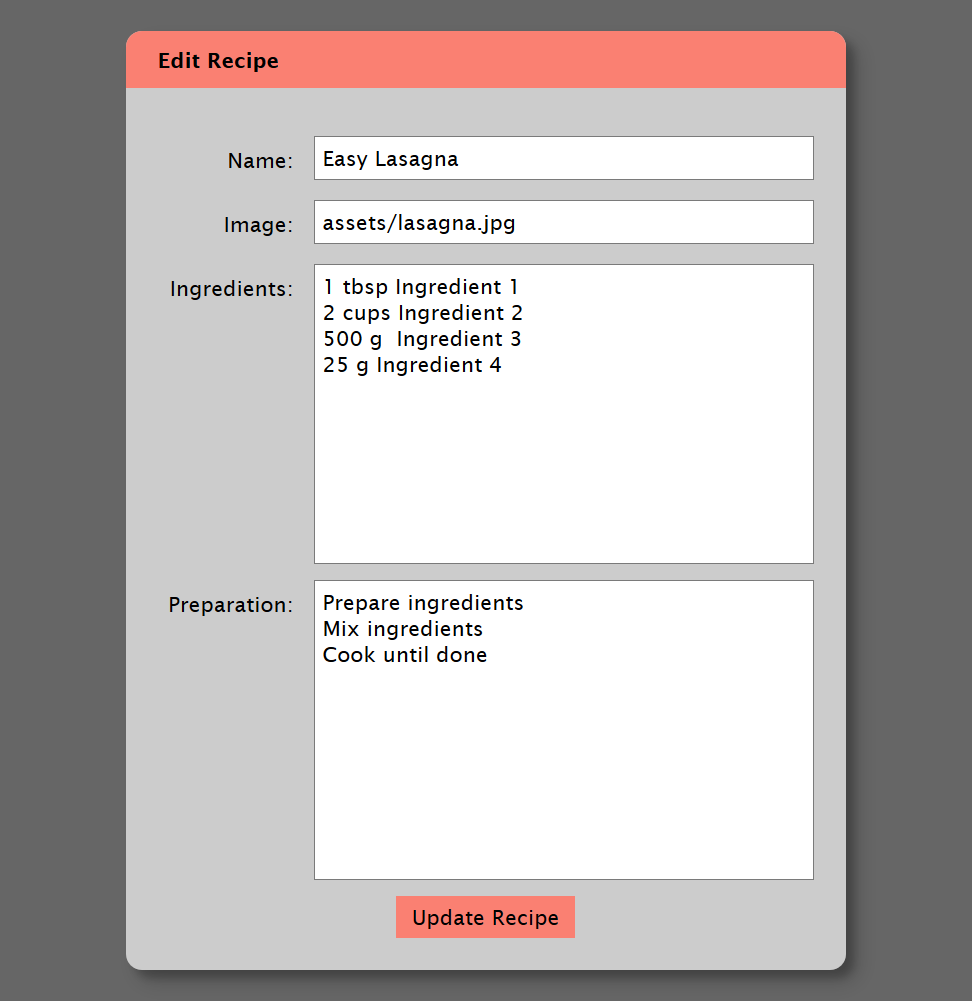 Edit Recipe
Name:
Easy Lasagna
Image:
assets/lasagna.jpg
Ingredients:
1 tbsp Ingredient 1
2 cups Ingredient 2
500 g  Ingredient 3
25 g Ingredient 4
Preparation:
Prepare ingredients
Mix ingredients
Cook until done
Update Recipe